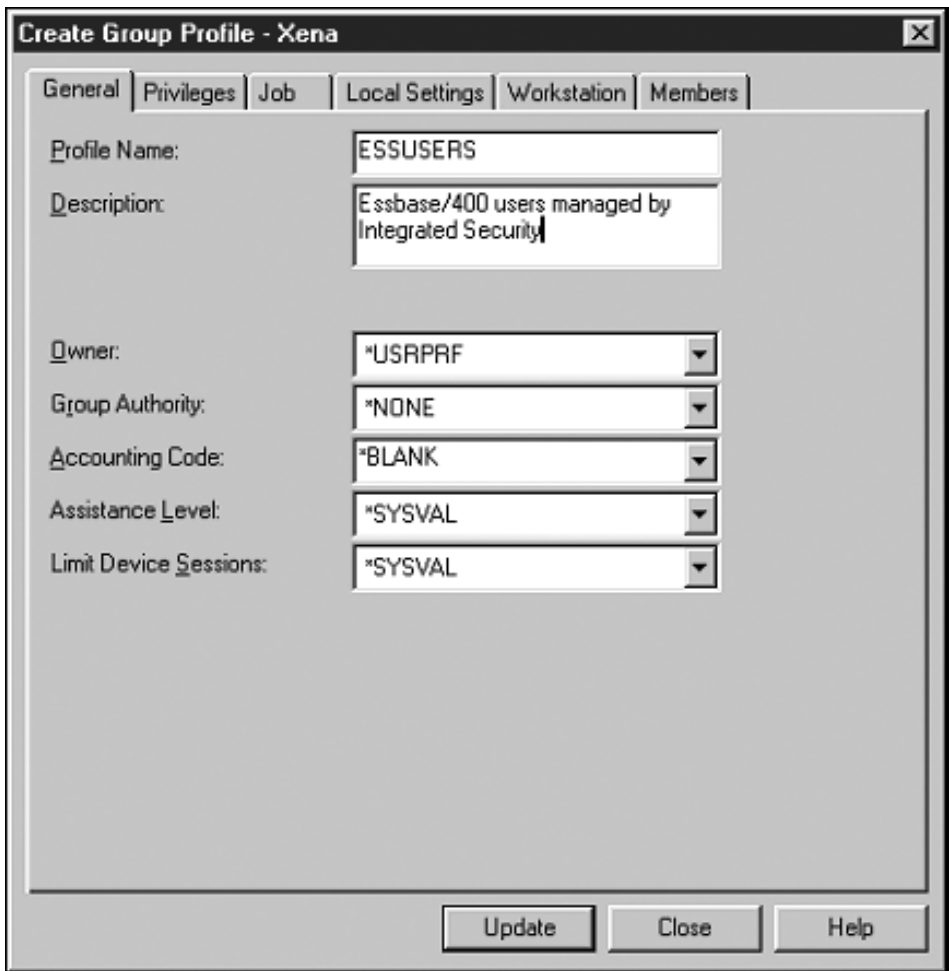 Create Group Profile - Xena
General Privileges Job Local Settings Workstation Members
Profile Name: ESSUSERS
Description: Essbase/400 users managed by
Integrated Security
Owner: *USRPRF
Group Authority: *NONE
Accounting Code: *BLANK
Assistance Level: *SYSVAL
Limit Device Sessions: *SYSVAL
Update Close Help